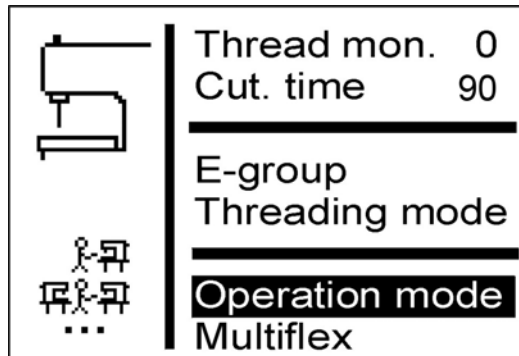 Thread mon. 0
Cut. time 90
E-group
Threading mode
Operation mode
Multiflex